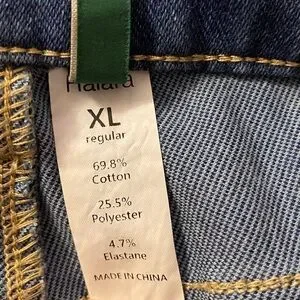 Halara
XL
regular
69.8%
Cotton
25.5%
Polyester
4.7%
Elastane
MADE IN CHINA